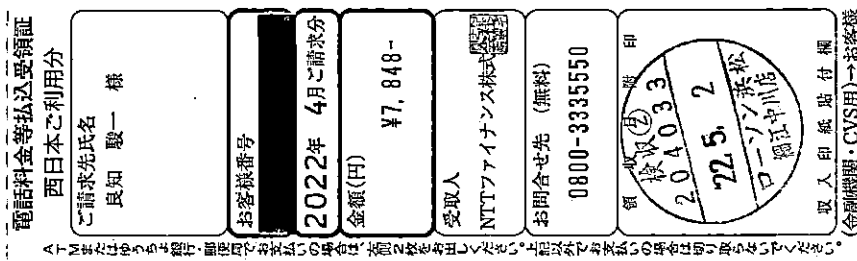 電話料金等払込受領証
西日本ご利用分
ご請求先氏名
良知 駿一 様
お客様番号
2022年 4月ご請求分
金額(円)
¥7,848-
受取人
NTTファイナンス株式会社
お問合せ先 (無料)
0800-3335550
領収日附印
検収②
204033
22.5.2
ローソン浜松
細江中川店
収入印紙貼付欄
(金融機関・CVS用)→お客様
ATMまたはゆうちょ銀行・郵便局でお支払いの場合は、左側2枚をお出しください。上記以外でお支払いの場合は切り取らないでください。